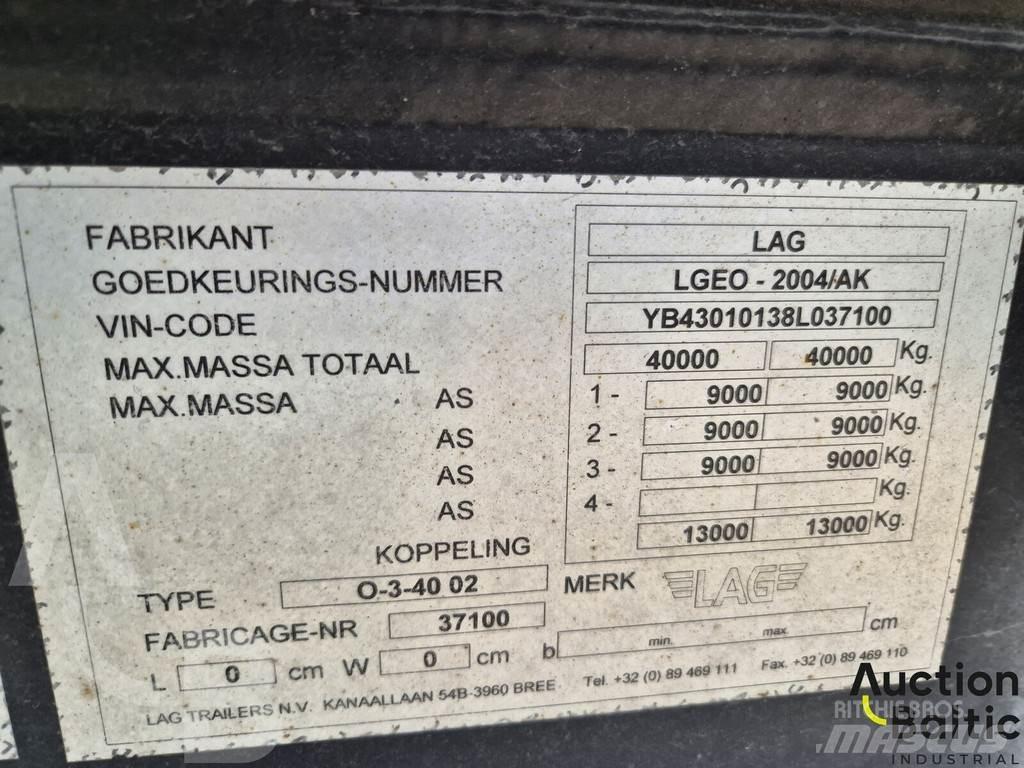 FABRIKANT LAG
GOEDKEURINGS-NUMMER LGEO - 2004/AK
VIN-CODE YB43010138L037100
MAX.MASSA TOTAAL 40000 40000 Kg.
MAX.MASSA AS 1 - 9000 9000 Kg.
AS 2 - 9000 9000 Kg.
AS 3 - 9000 9000 Kg.
AS 4 - Kg.
KOPPELING 13000 13000 Kg.
TYPE O-3-40 02 MERK LAG
FABRICAGE-NR 37100
L 0 cm W 0 cm b min. max. cm
LAG TRAILERS N.V. KANAALLAAN 54B-3960 BREE. Tel. +32 (0) 89 469 111 Fax. +32 (0) 89 469 110
Auction
RITCHIE BROS
Baltic
MASCUS
INDUSTRIAL